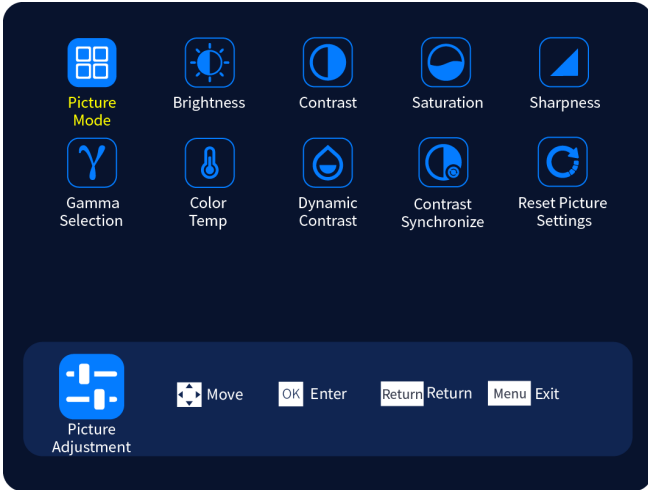 Picture Mode
Brightness
Contrast
Saturation
Sharpness
Gamma Selection
Color Temp
Dynamic Contrast
Contrast Synchronize
Reset Picture Settings
Picture Adjustment
Move
OK Enter
Return Return
Menu Exit